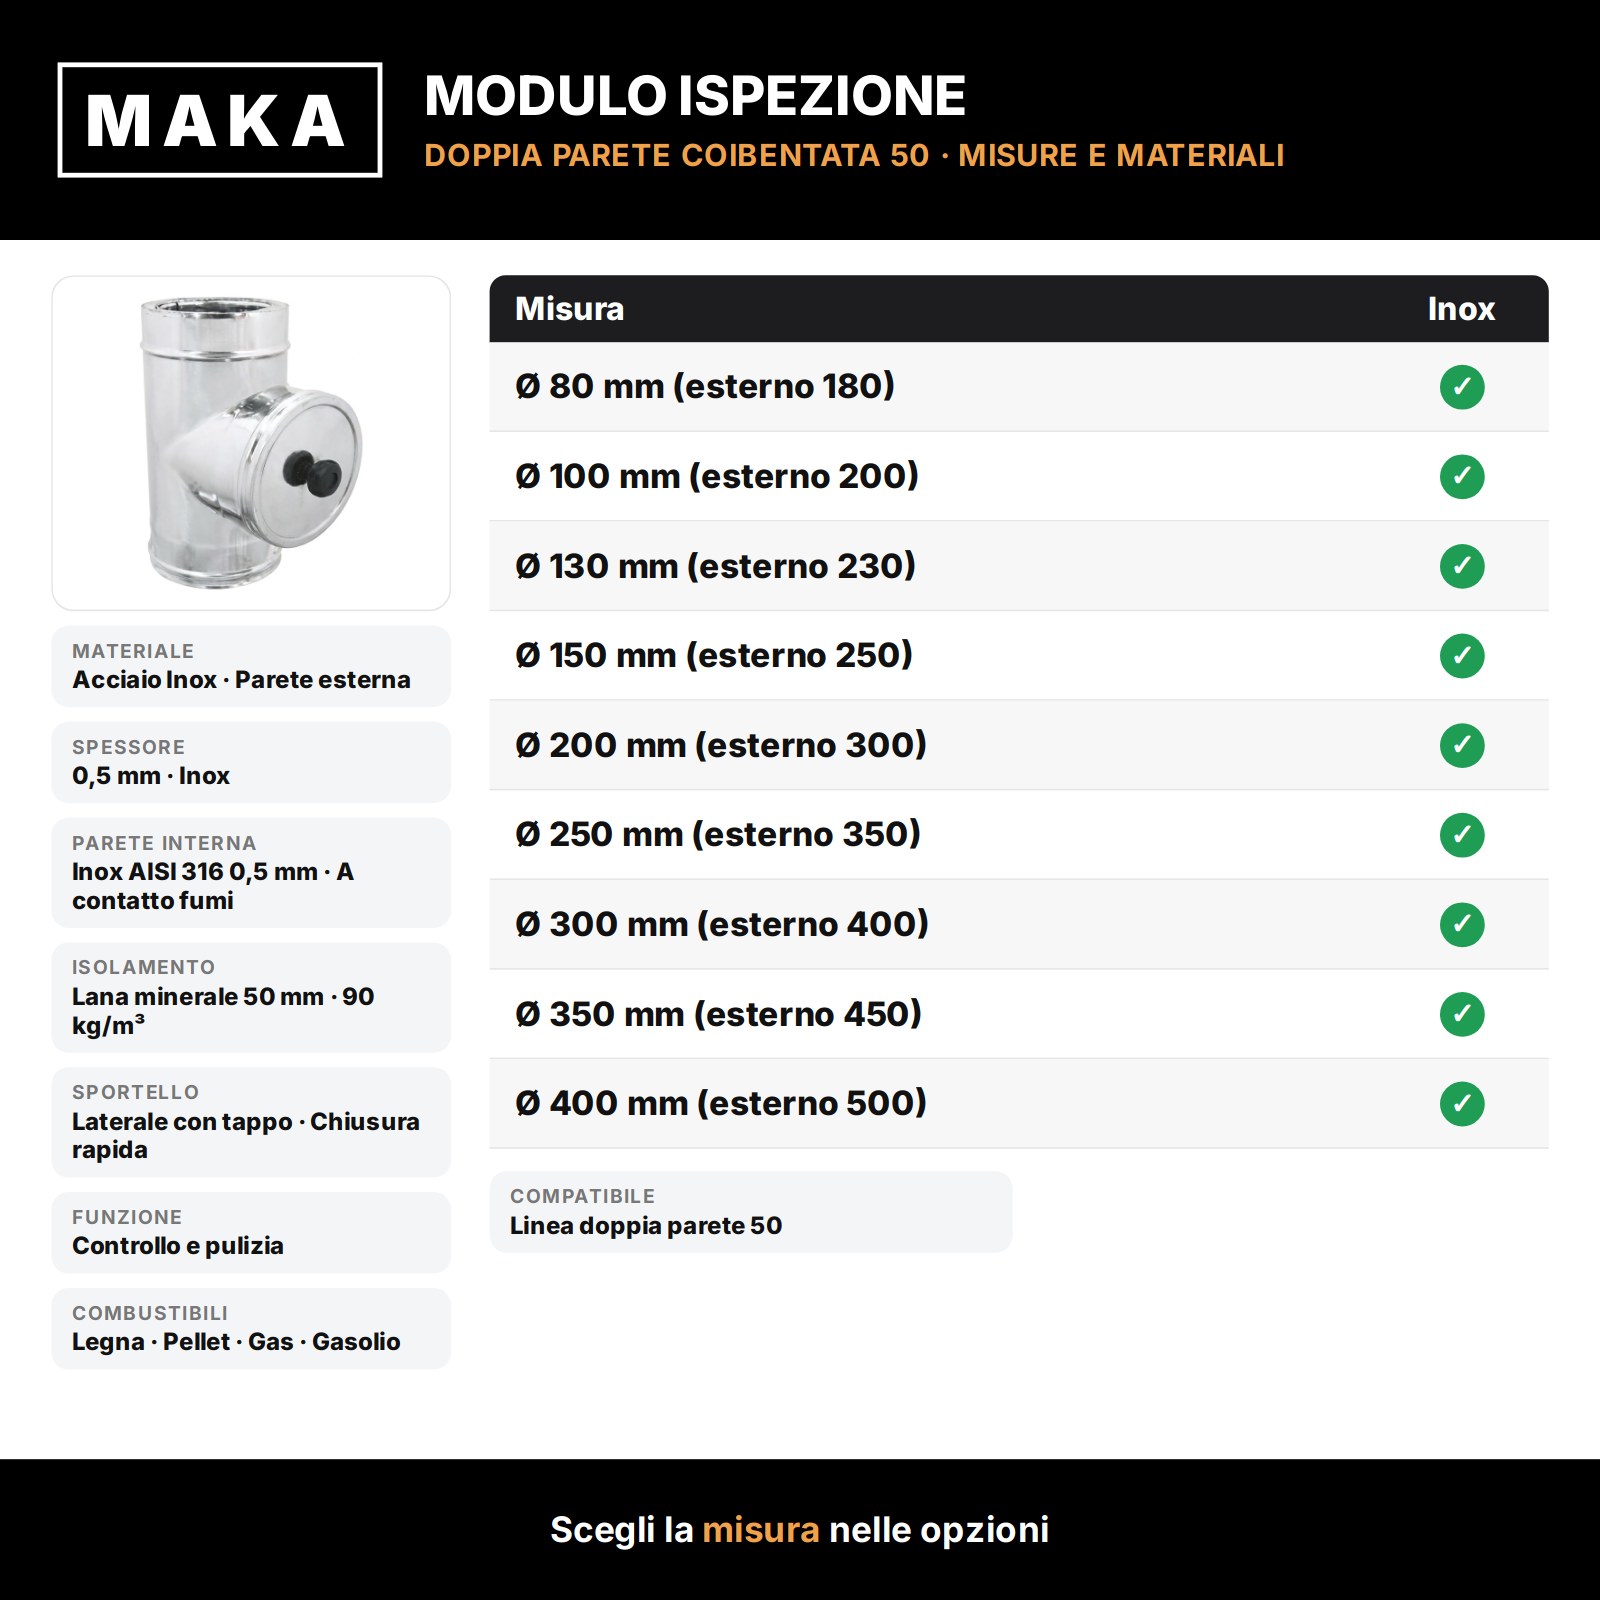 MAKA
MODULO ISPEZIONE
DOPPIA PARETE COIBENTATA 50 · MISURE E MATERIALI
MATERIALE
Acciaio Inox · Parete esterna
SPESSORE
0,5 mm · Inox
PARETE INTERNA
Inox AISI 316 0,5 mm · A
contatto fumi
ISOLAMENTO
Lana minerale 50 mm · 90
kg/m³
SPORTELLO
Laterale con tappo · Chiusura
rapida
FUNZIONE
Controllo e pulizia
COMBUSTIBILI
Legna · Pellet · Gas · Gasolio
Misura Inox
Ø 80 mm (esterno 180) ✓
Ø 100 mm (esterno 200) ✓
Ø 130 mm (esterno 230) ✓
Ø 150 mm (esterno 250) ✓
Ø 200 mm (esterno 300) ✓
Ø 250 mm (esterno 350) ✓
Ø 300 mm (esterno 400) ✓
Ø 350 mm (esterno 450) ✓
Ø 400 mm (esterno 500) ✓
COMPATIBILE
Linea doppia parete 50
Scegli la misura nelle opzioni